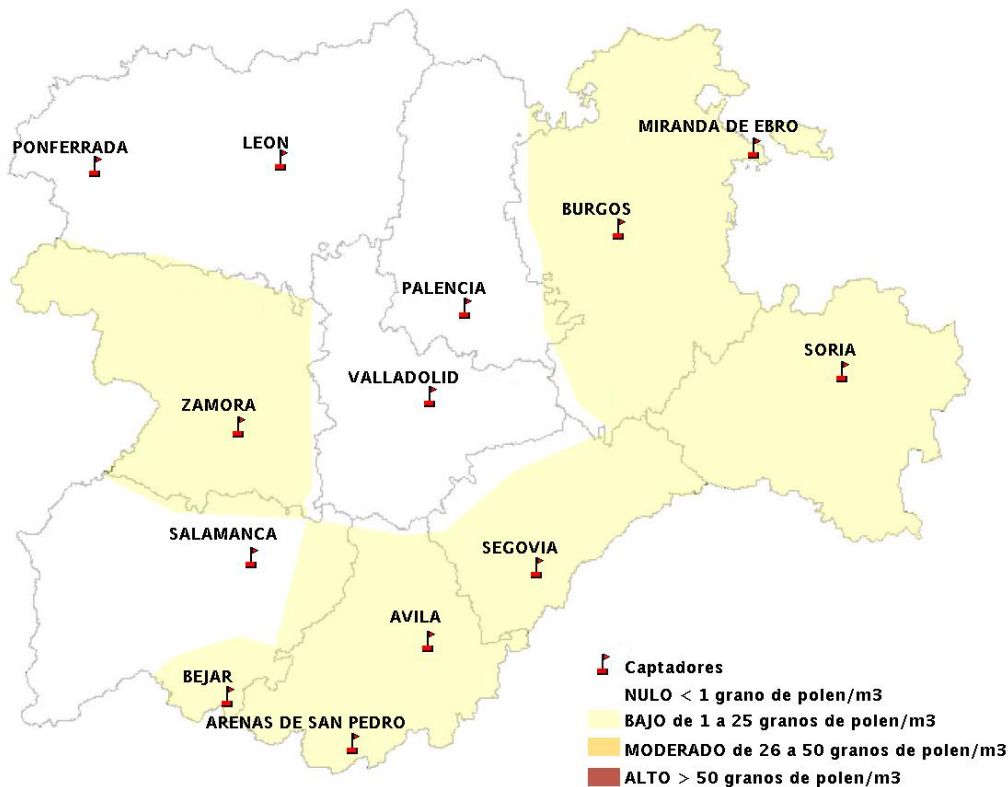 MIRANDA DE EBRO
PONFERRADA
LEON
BURGOS
PALENCIA
SORIA
VALLADOLID
ZAMORA
SALAMANCA
SEGOVIA
AVILA
BEJAR
ARENAS DE SAN PEDRO
Captadores
NULO < 1 grano de polen/m3
BAJO de 1 a 25 granos de polen/m3
MODERADO de 26 a 50 granos de polen/m3
ALTO > 50 granos de polen/m3